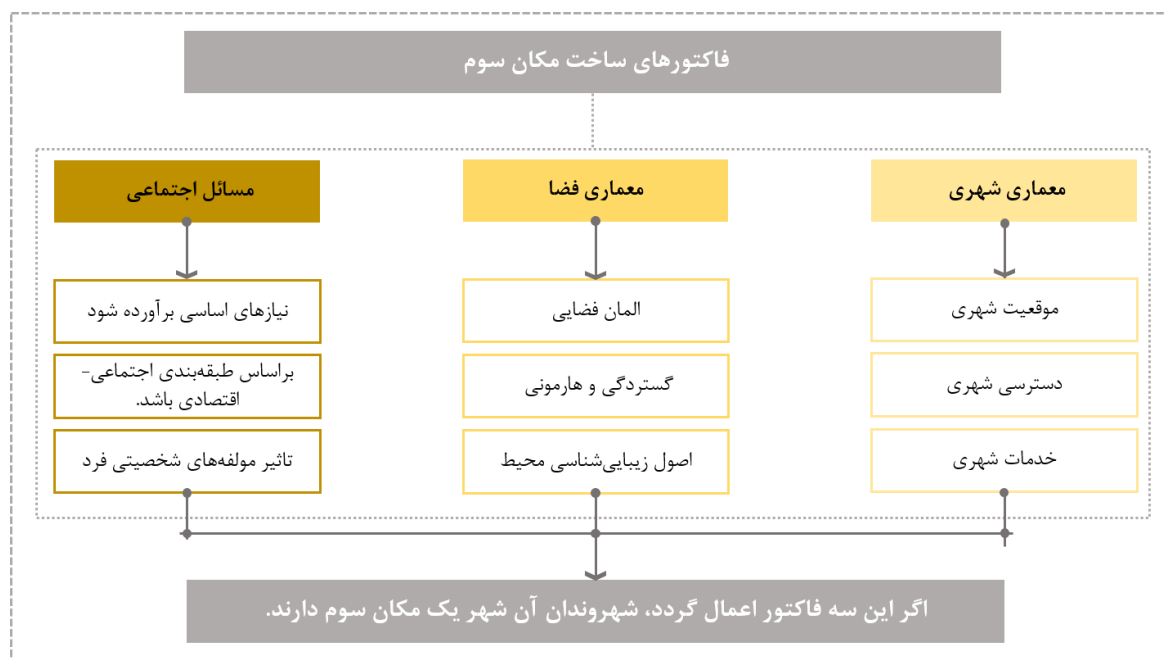 فاکتورهای ساخت مکان سوم
معماری شهری
موقعیت شهری
دسترسی شهری
خدمات شهری
معماری فضا
المان فضایی
گستردگی و هارمونی
اصول زیبایی‌شناسی محیط
مسائل اجتماعی
نیازهای اساسی برآورده شود
براساس طبقه‌بندی اجتماعی-
اقتصادی باشد.
تاثیر مولفه‌های شخصیتی فرد
اگر این سه فاکتور اعمال گردد، شهروندان آن شهر یک مکان سوم دارند.